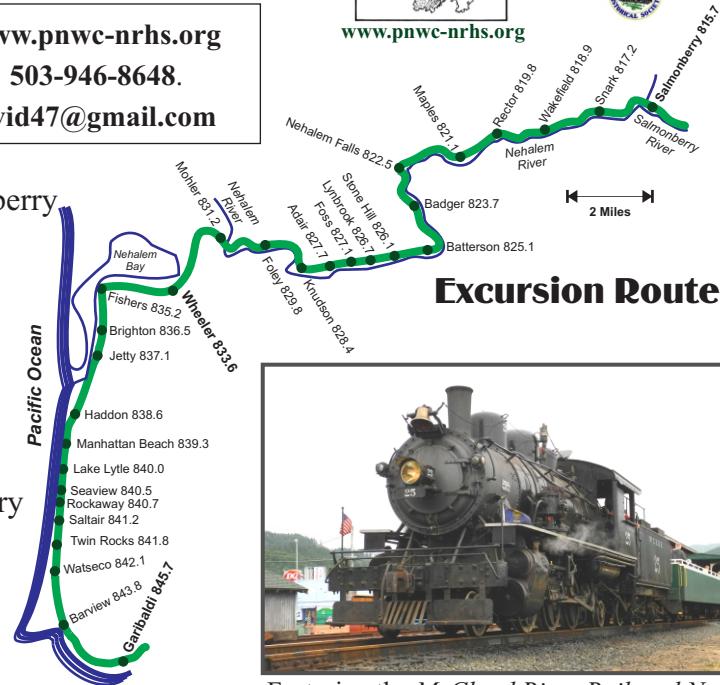 www.pnwc-nrhs.org
503-946-8648.
vid47@gmail.com
www.pnwc-nrhs.org
HISTORICAL SOCIETY
Salmonberry 815.7
Snark 817.2
Wakefield 818.9
Rector 819.8
Maples 821.1
Nehalem Falls 822.5
Nehalem
River
Salmonberry
River
2 Miles
Badger 823.7
Batterson 825.1
Stone Hill 826.1
Lynbrook 826.7
Foss 827.1
Adair 827.7
Knudson 828.4
Foley 829.8
Nehalem
River
Mohler 831.2
Excursion Route
berry
Nehalem
Bay
Wheeler 833.6
Fishers 835.2
Brighton 836.5
Jetty 837.1
Pacific Ocean
Haddon 838.6
Manhattan Beach 839.3
Lake Lytle 840.0
Seaview 840.5
ry
Rockaway 840.7
Saltair 841.2
Twin Rocks 841.8
Watseco 842.1
Barview 843.8
Garibaldi 845.7
25
25
25
DQ